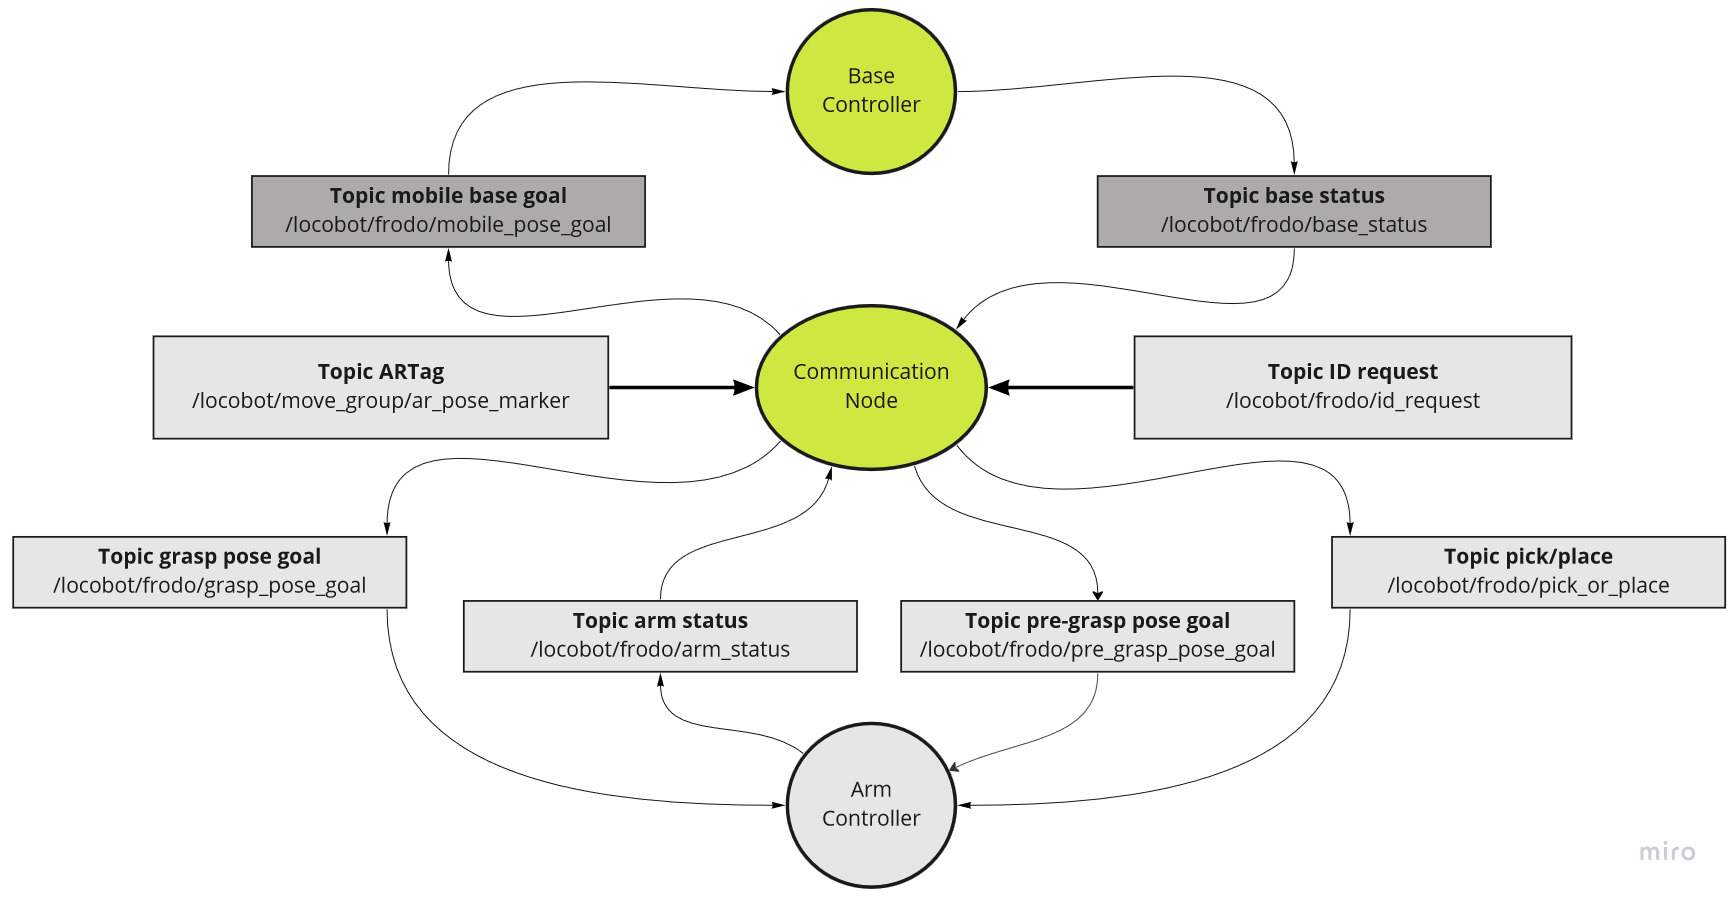 Base
Controller
Topic mobile base goal
/locobot/frodo/mobile_pose_goal
Topic base status
/locobot/frodo/base_status
Topic ARTag
/locobot/move_group/ar_pose_marker
Communication
Node
Topic ID request
/locobot/frodo/id_request
Topic grasp pose goal
/locobot/frodo/grasp_pose_goal
Topic arm status
/locobot/frodo/arm_status
Topic pre-grasp pose goal
/locobot/frodo/pre_grasp_pose_goal
Topic pick/place
/locobot/frodo/pick_or_place
Arm
Controller
miro